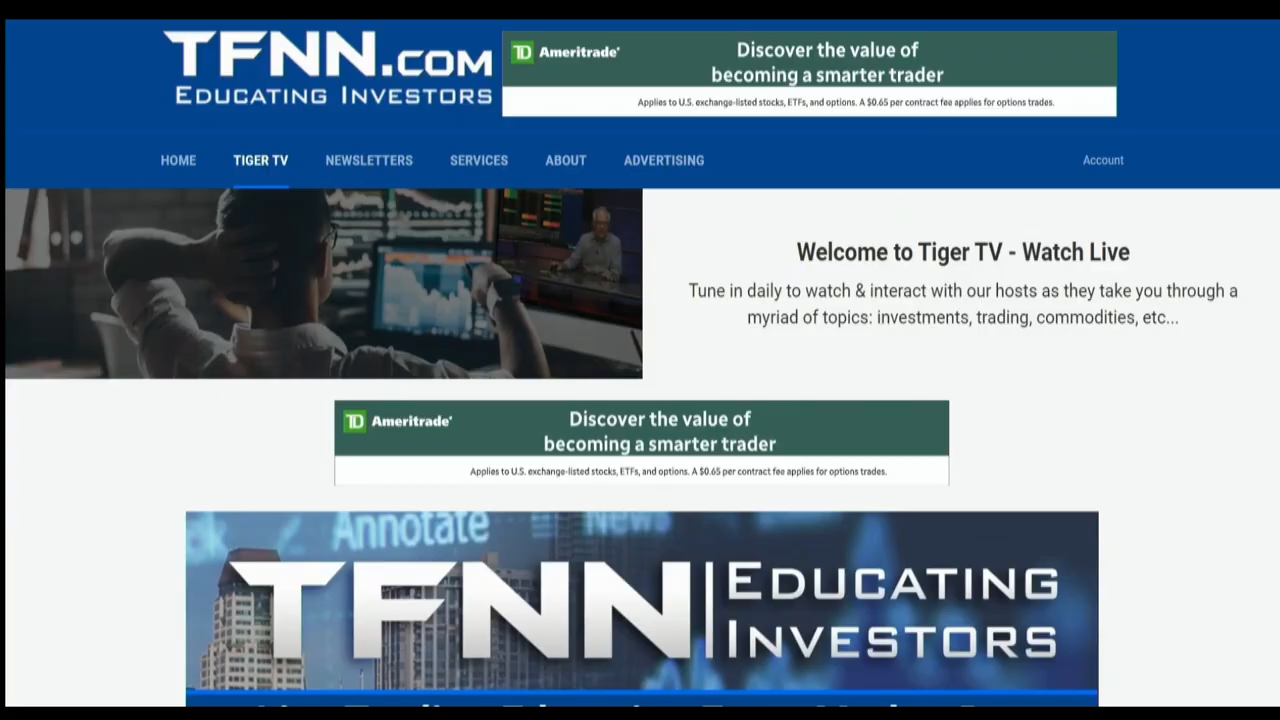 TFNN.COM
EDUCATING INVESTORS
TD Ameritrade
Discover the value of
becoming a smarter trader
Applies to U.S. exchange-listed stocks, ETFs, and options. A $0.65 per contract fee applies for options trades.
HOME TIGER TV NEWSLETTERS SERVICES ABOUT ADVERTISING Account
Welcome to Tiger TV - Watch Live
Tune in daily to watch & interact with our hosts as they take you through a
myriad of topics: investments, trading, commodities, etc...
TD Ameritrade
Discover the value of
becoming a smarter trader
Applies to U.S. exchange-listed stocks, ETFs, and options. A $0.65 per contract fee applies for options trades.
Annotate News
TFNN EDUCATING
INVESTORS